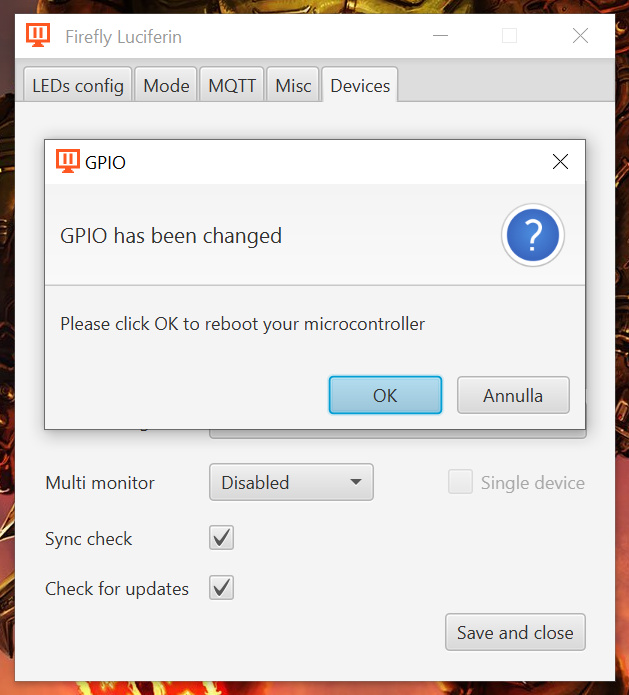 Firefly Luciferin
LEDs config Mode MQTT Misc Devices
GPIO
GPIO has been changed
?
Please click OK to reboot your microcontroller
OK Annulla
Multi monitor Disabled Single device
Sync check
Check for updates
Save and close